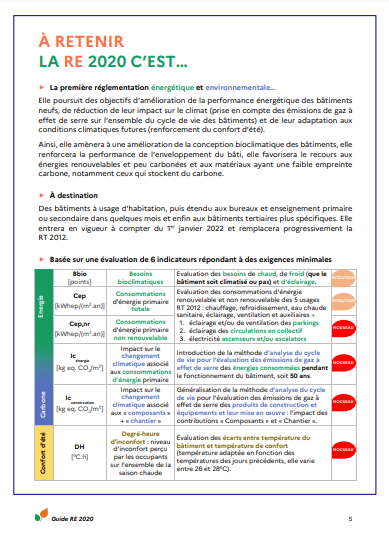 À RETENIR
LA RE 2020 C'EST...
La première réglementation énergétique et environnementale...
Elle poursuit des objectifs d'amélioration de la performance énergétique des bâtiments
neufs, de réduction de leur impact sur le climat (prise en compte des émissions de gaz à
effet de serre sur l'ensemble du cycle de vie des bâtiments) et de leur adaptation aux
conditions climatiques futures (renforcement du confort d'été).
Ainsi, elle amènera à une amélioration de la conception bioclimatique des bâtiments, elle
renforcera la performance de l'enveloppe du bâti, elle favorisera le recours aux
énergies renouvelables et peu carbonées et aux matériaux ayant une faible empreinte
carbone, notamment ceux qui stockent du carbone.
À destination
Des bâtiments à usage d'habitation, puis étendu aux bureaux et enseignement primaire
ou secondaire dans quelques mois et enfin aux bâtiments tertiaires plus spécifiques. Elle
entrera en vigueur à compter du 1er janvier 2022 et remplacera progressivement la
RT 2012.
Basée sur une évaluation de 6 indicateurs répondant à des exigences minimales
Energie
Bbio
[points]
Besoins
bioclimatiques
Évaluation des besoins de chaud, de froid (que le
bâtiment soit climatisé ou pas) et d'éclairage.
ÉVOLUTION
Cep
[kWhep/(m².an)]
Consommations
d'énergie primaire
totale
Évaluation des consommations d'énergie
renouvelable et non renouvelable des 5 usages
RT 2012 : chauffage, refroidissement, eau chaude
sanitaire, éclairage, ventilation et auxiliaires +
1. éclairage et/ou de ventilation des parkings
2. éclairage des circulations en collectif
3. électricité ascenseurs et/ou escalators
ÉVOLUTION
Cep,nr
[kWhep/(m².an)]
Consommations
d'énergie primaire
non renouvelable
NOUVEAU
Carbone
Ic énergie
[kg eq. CO2/m²]
Impact sur le
changement
climatique associé
aux consommations
d'énergie primaire
Introduction de la méthode d'analyse du cycle
de vie pour l'évaluation des émissions de gaz à
effet de serre des énergies consommées pendant
le fonctionnement du bâtiment, soit 50 ans.
NOUVEAU
Ic construction
[kg eq. CO2/m²]
Impact sur le
changement
climatique associé
aux « composants »
+ « chantier »
Généralisation de la méthode d'analyse du cycle
de vie pour l'évaluation des émissions de gaz à
effet de serre des produits de construction et
équipements et leur mise en œuvre : l'impact des
contributions « Composants » et « Chantier ».
NOUVEAU
Confort d'été
DH
[°C.h]
Degré-heure
d'inconfort : niveau
d'inconfort perçu
par les occupants
sur l'ensemble de la
saison chaude
Évaluation des écarts entre température du
bâtiment et température de confort
(température adaptée en fonction des
températures des jours précédents, elle varie
entre 26 et 28°C).
NOUVEAU
Guide RE 2020
5